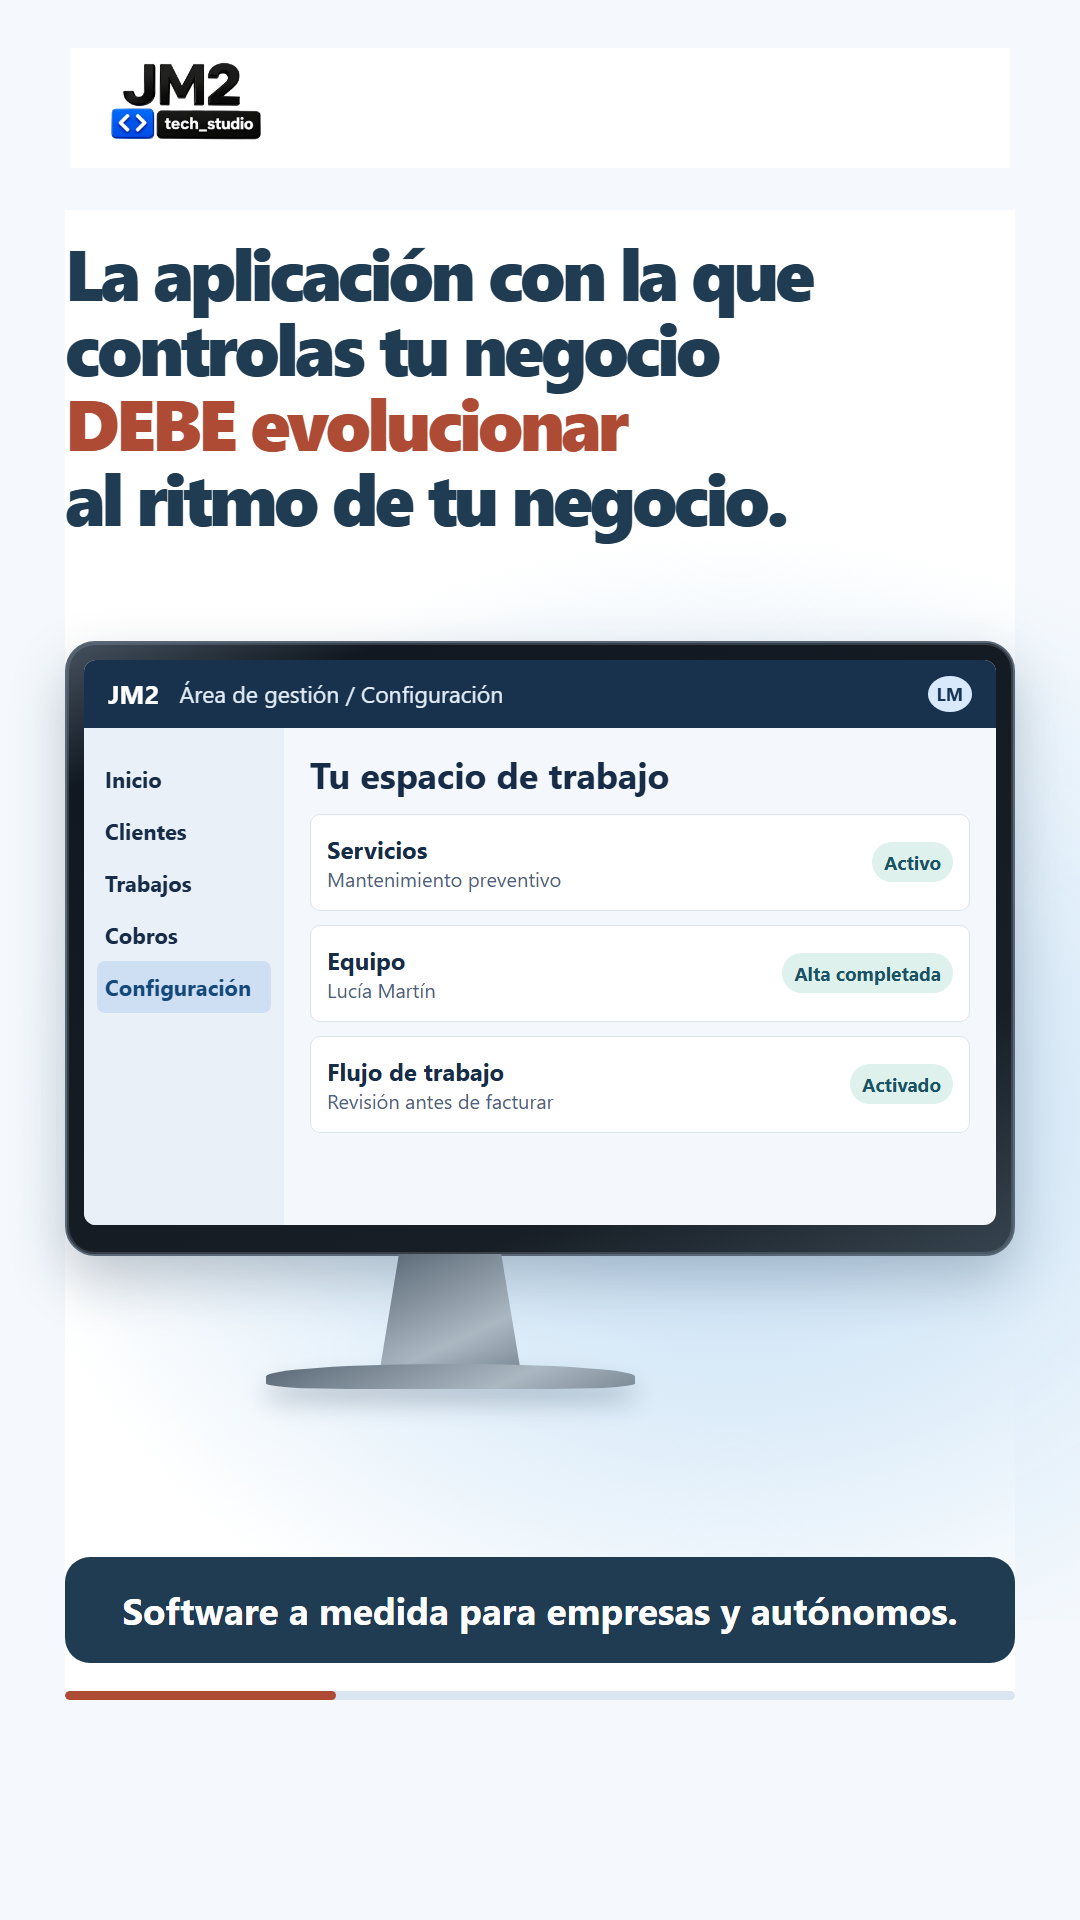 JM2
<> tech_studio
La aplicación con la que
controlas tu negocio
DEBE evolucionar
al ritmo de tu negocio.
JM2 Área de gestión / Configuración LM
Inicio
Clientes
Trabajos
Cobros
Configuración
Tu espacio de trabajo
Servicios
Mantenimiento preventivo
Activo
Equipo
Lucía Martín
Alta completada
Flujo de trabajo
Revisión antes de facturar
Activado
Software a medida para empresas y autónomos.